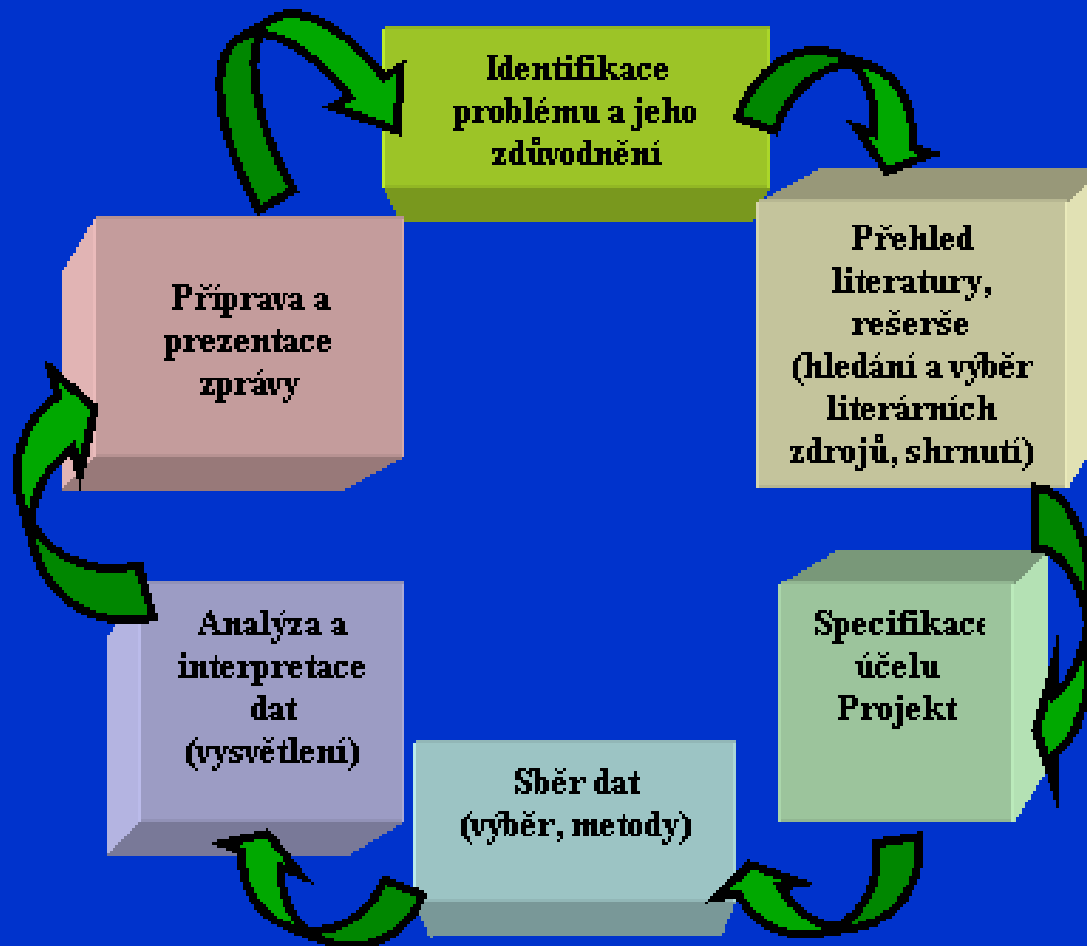 Identifikace
problému a jeho
zdůvodnění
Přehled
literatury,
rešerše
(hledání a výběr
literárních
zdrojů, shrnutí)
Specifikace
účelu
Projekt
Sběr dat
(výběr, metody)
Analýza a
interpretace
dat
(vysvětlení)
Příprava a
prezentace
zprávy